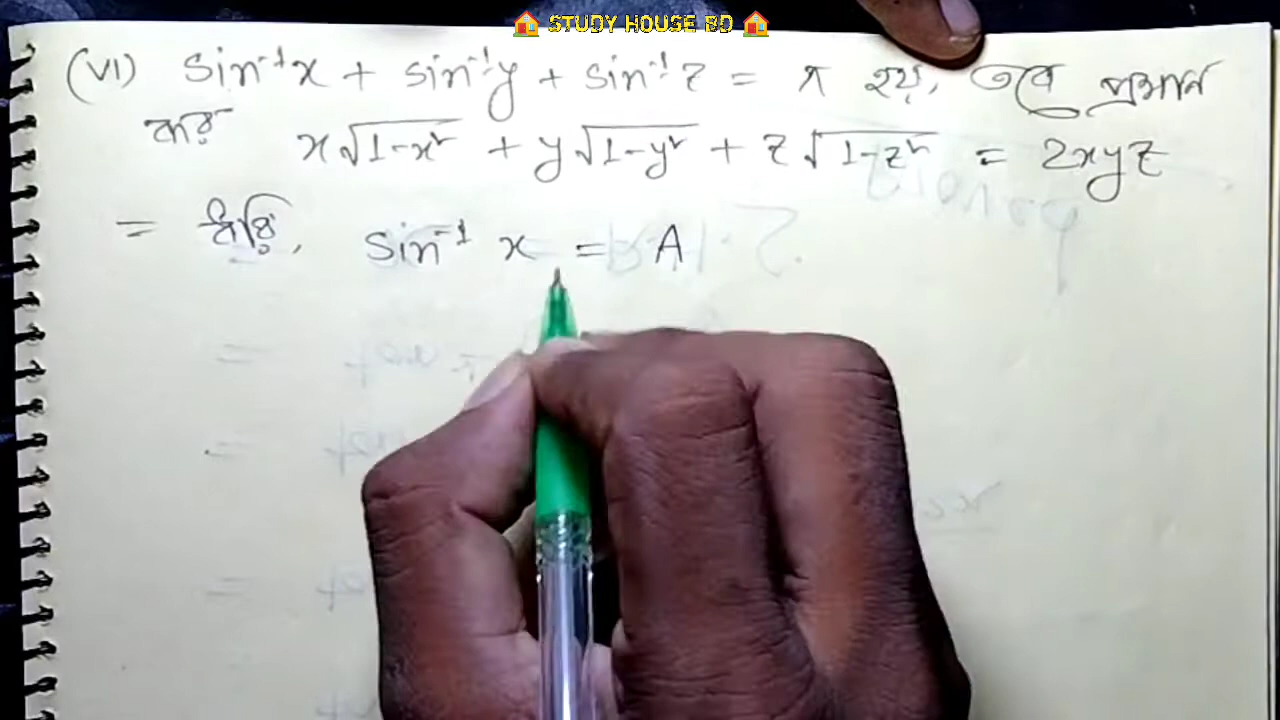 🏠 STUDY HOUSE BD 🏠
(VI) sin⁻¹x + sin⁻¹y + sin⁻¹z = π হয়, তবে প্রমান
কর x√1-x² + y√1-y² + z√1-z² = 2xyz
= ধরি, sin⁻¹ x = A